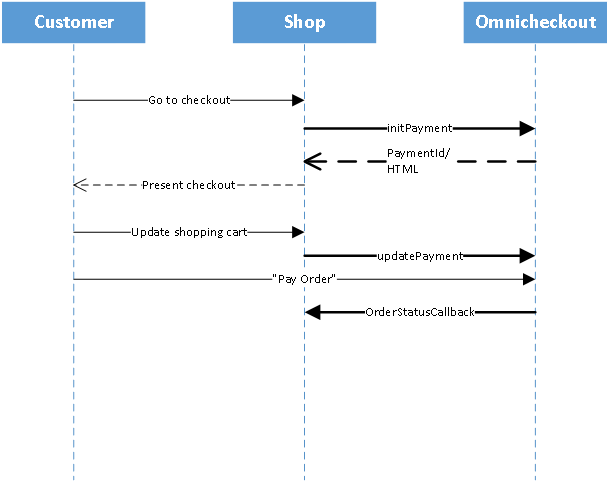 Customer
Shop
Omnicheckout
Go to checkout
initPayment
PaymentId/
HTML
Present checkout
Update shopping cart
updatePayment
"Pay Order"
OrderStatusCallback